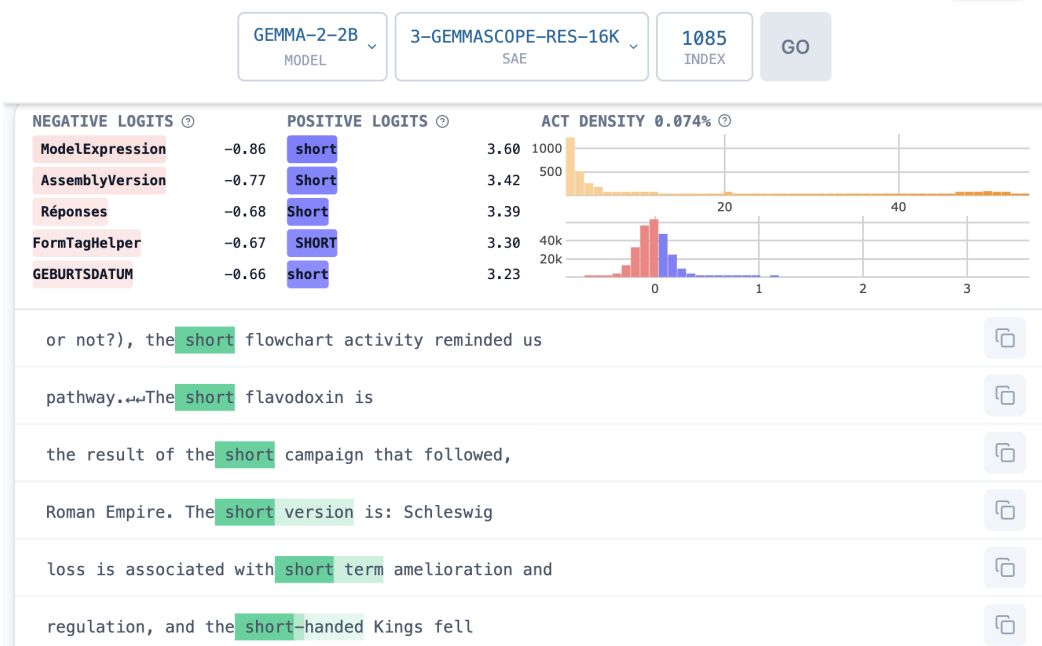 GEMMA-2-2B
MODEL
3-GEMMASCOPE-RES-16K
SAE
1085
INDEX
GO
NEGATIVE LOGITS
ModelExpression -0.86
AssemblyVersion -0.77
Réponses -0.68
FormTagHelper -0.67
GEBURTSDATUM -0.66
POSITIVE LOGITS
short 3.60
Short 3.42
Short 3.39
SHORT 3.30
short 3.23
ACT DENSITY 0.074%
1000
500
20 40
40k
20k
0 1 2 3
or not?), the short flowchart activity reminded us
pathway.↵↵The short flavodoxin is
the result of the short campaign that followed,
Roman Empire. The short version is: Schleswig
loss is associated with short term amelioration and
regulation, and the short-handed Kings fell